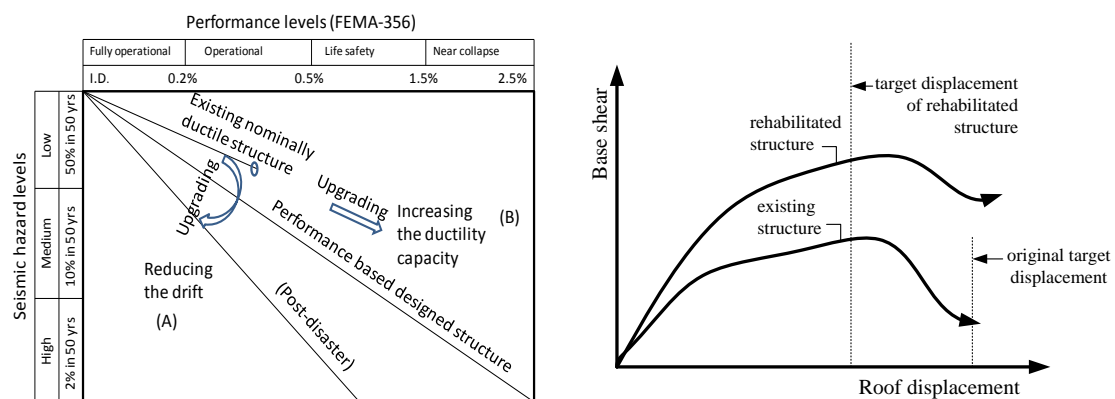 Performance levels (FEMA-356)
Fully operational
Operational
Life safety
Near collapse
I.D.
0.2%
0.5%
1.5%
2.5%
Seismic hazard levels
Low
50% in 50 yrs
Medium
10% in 50 yrs
High
2% in 50 yrs
Existing nominally
ductile structure
Upgrading
Upgrading
Increasing
the ductility
capacity
(B)
Reducing
the drift
(A)
Performance based designed structure
(Post-disaster)
Base shear
target displacement
of rehabilitated
structure
rehabilitated
structure
existing
structure
original target
displacement
Roof displacement